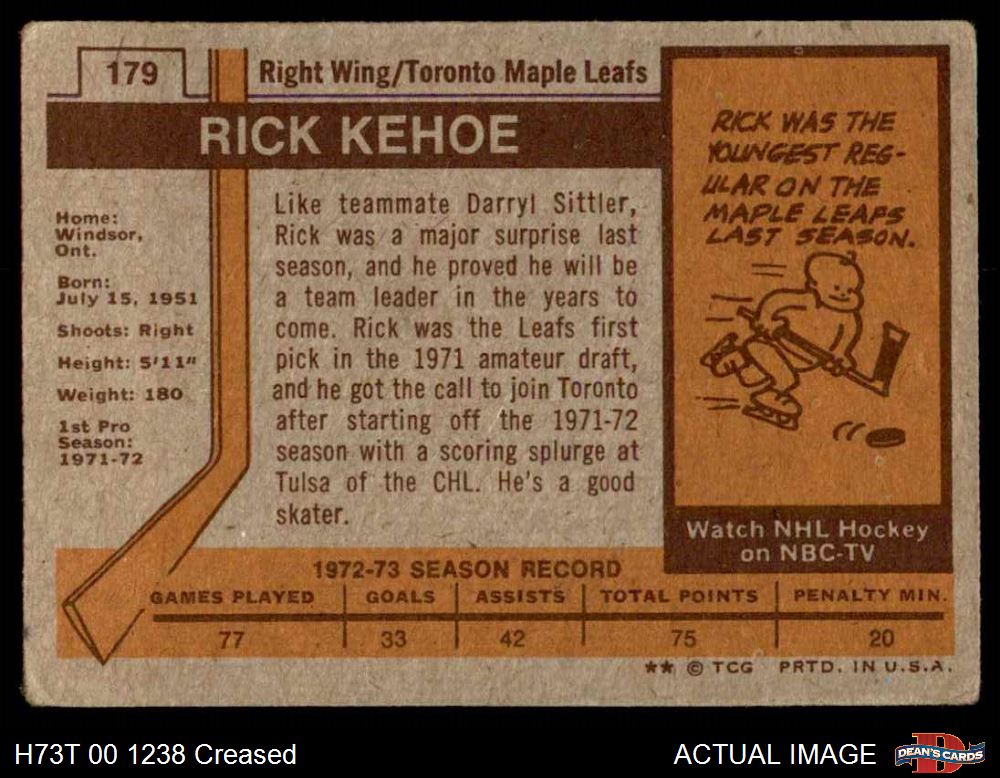 179
Right Wing/Toronto Maple Leafs
RICK KEHOE
Home:
Windsor,
Ont.
Born:
July 15, 1951
Shoots: Right
Height: 5'11"
Weight: 180
1st Pro
Season:
1971-72
Like teammate Darryl Sittler,
Rick was a major surprise last
season, and he proved he will be
a team leader in the years to
come. Rick was the Leafs first
pick in the 1971 amateur draft,
and he got the call to join Toronto
after starting off the 1971-72
season with a scoring splurge at
Tulsa of the CHL. He's a good
skater.
RICK WAS THE
YOUNGEST REG-
ULAR ON THE
MAPLE LEAFS
LAST SEASON.
Watch NHL Hockey
on NBC-TV
1972-73 SEASON RECORD
GAMES PLAYED GOALS ASSISTS TOTAL POINTS PENALTY MIN.
77 33 42 75 20
** © TCG PRTD. IN U.S.A.
H73T 00 1238 Creased
ACTUAL IMAGE
DEAN'S CARDS